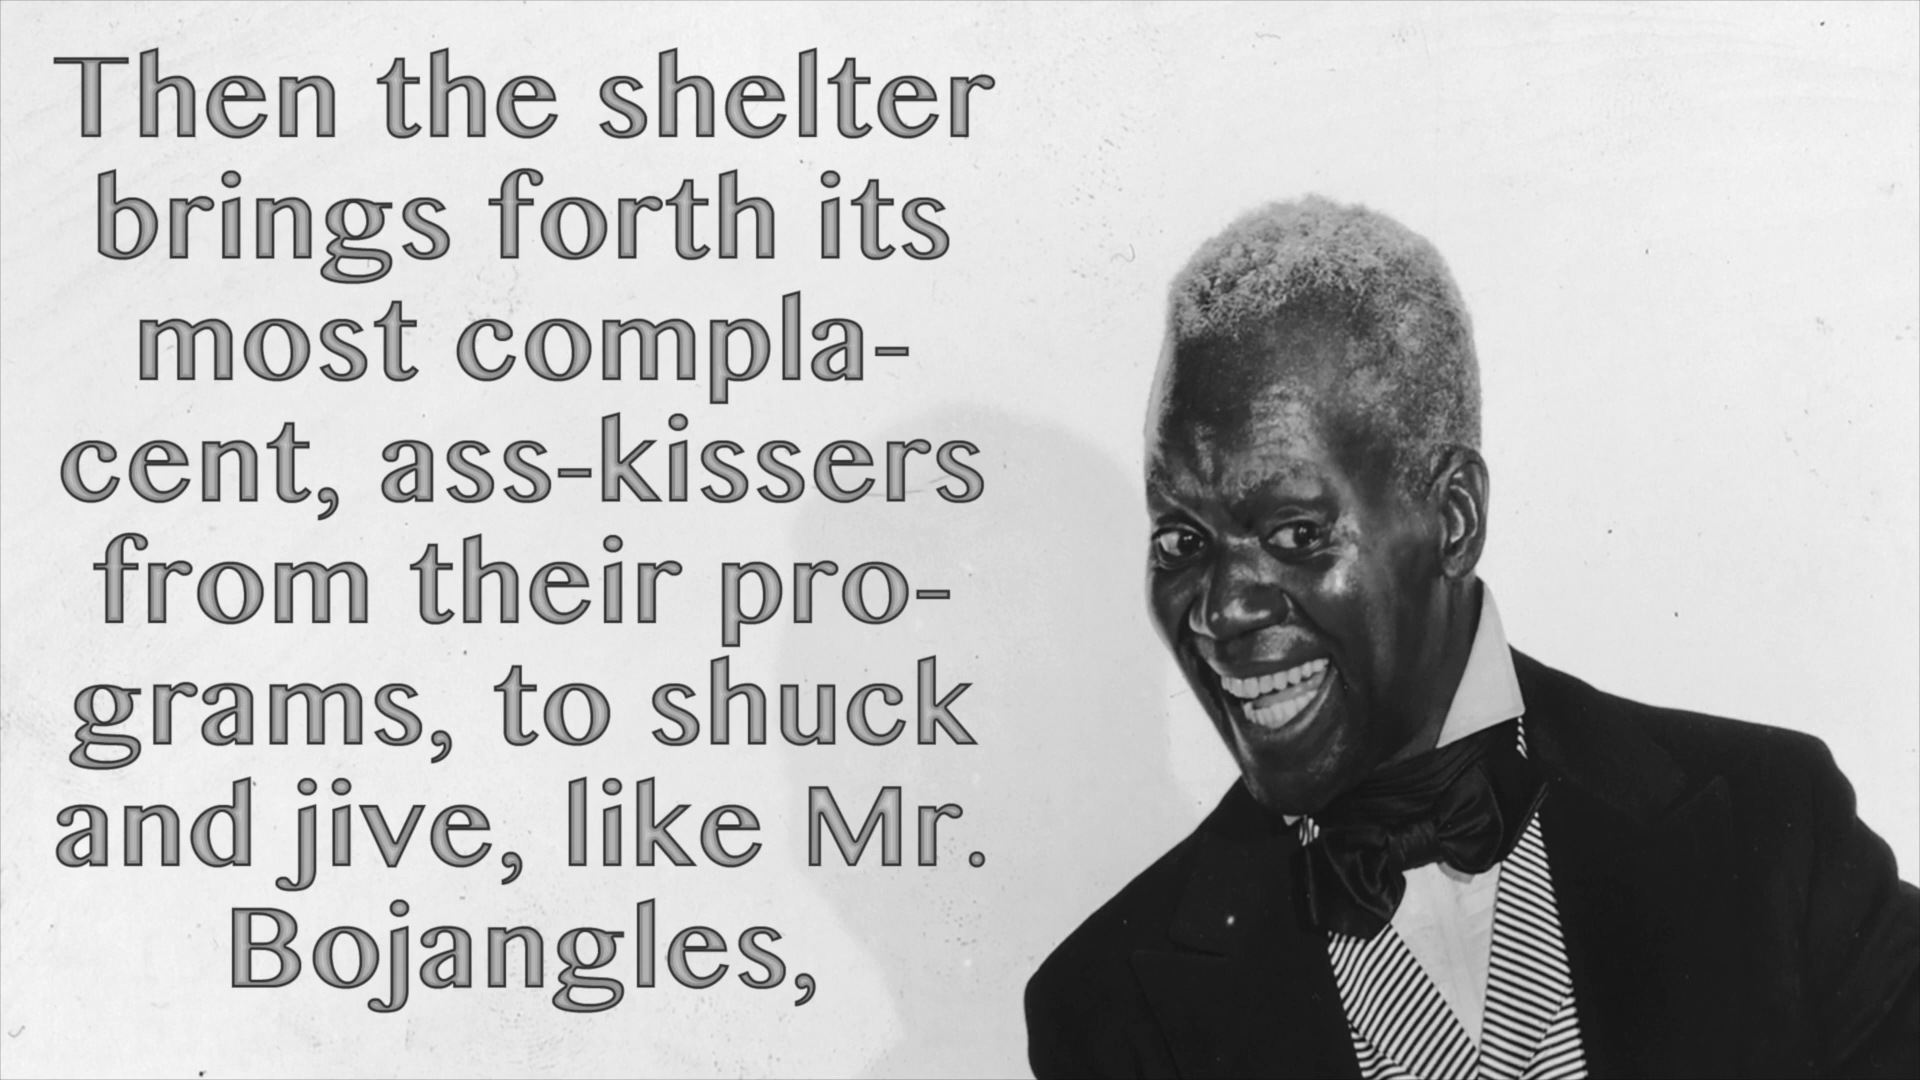 Then the shelter
brings forth its
most compla-
cent, ass-kissers
from their pro-
grams, to shuck
and jive, like Mr.
Bojangles,